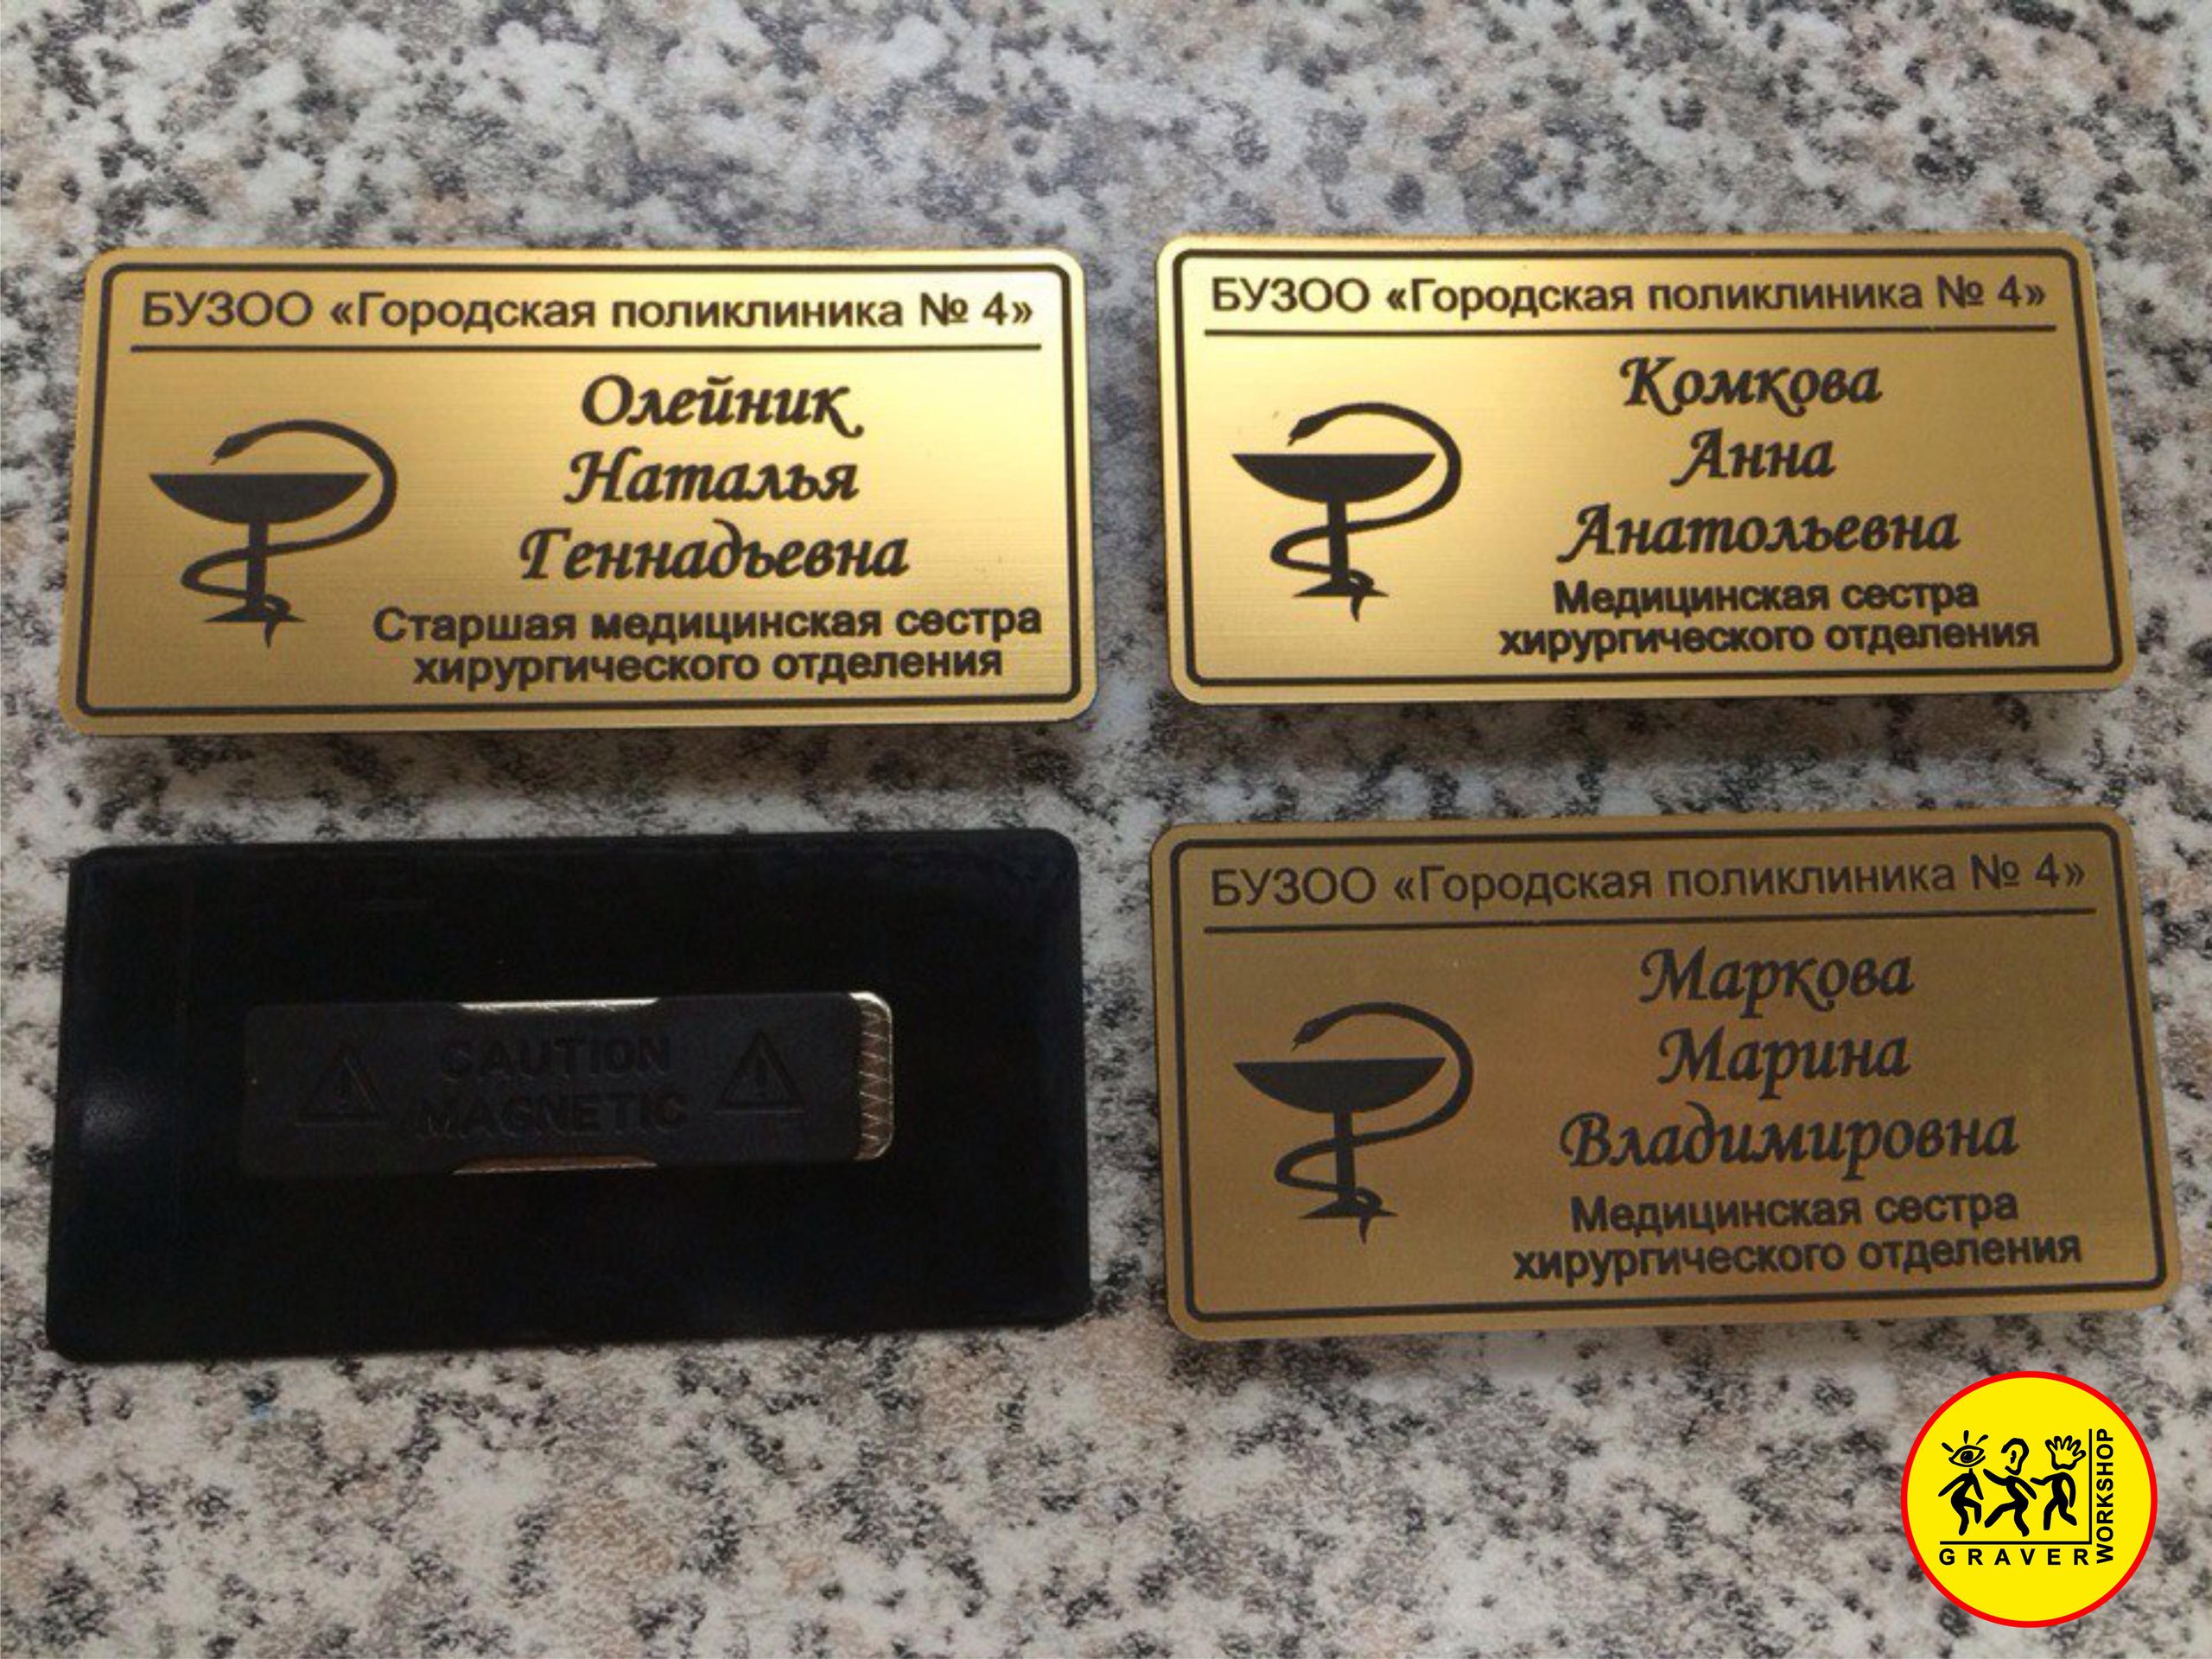 БУЗОО «Городская поликлиника № 4»
Олейник
Наталья
Геннадьевна
Старшая медицинская сестра
хирургического отделения
БУЗОО «Городская поликлиника № 4»
Комкова
Анна
Анатольевна
Медицинская сестра
хирургического отделения
CAUTION
MAGNETIC
БУЗОО «Городская поликлиника № 4»
Маркова
Марина
Владимировна
Медицинская сестра
хирургического отделения
GRAVER
WORKSHOP